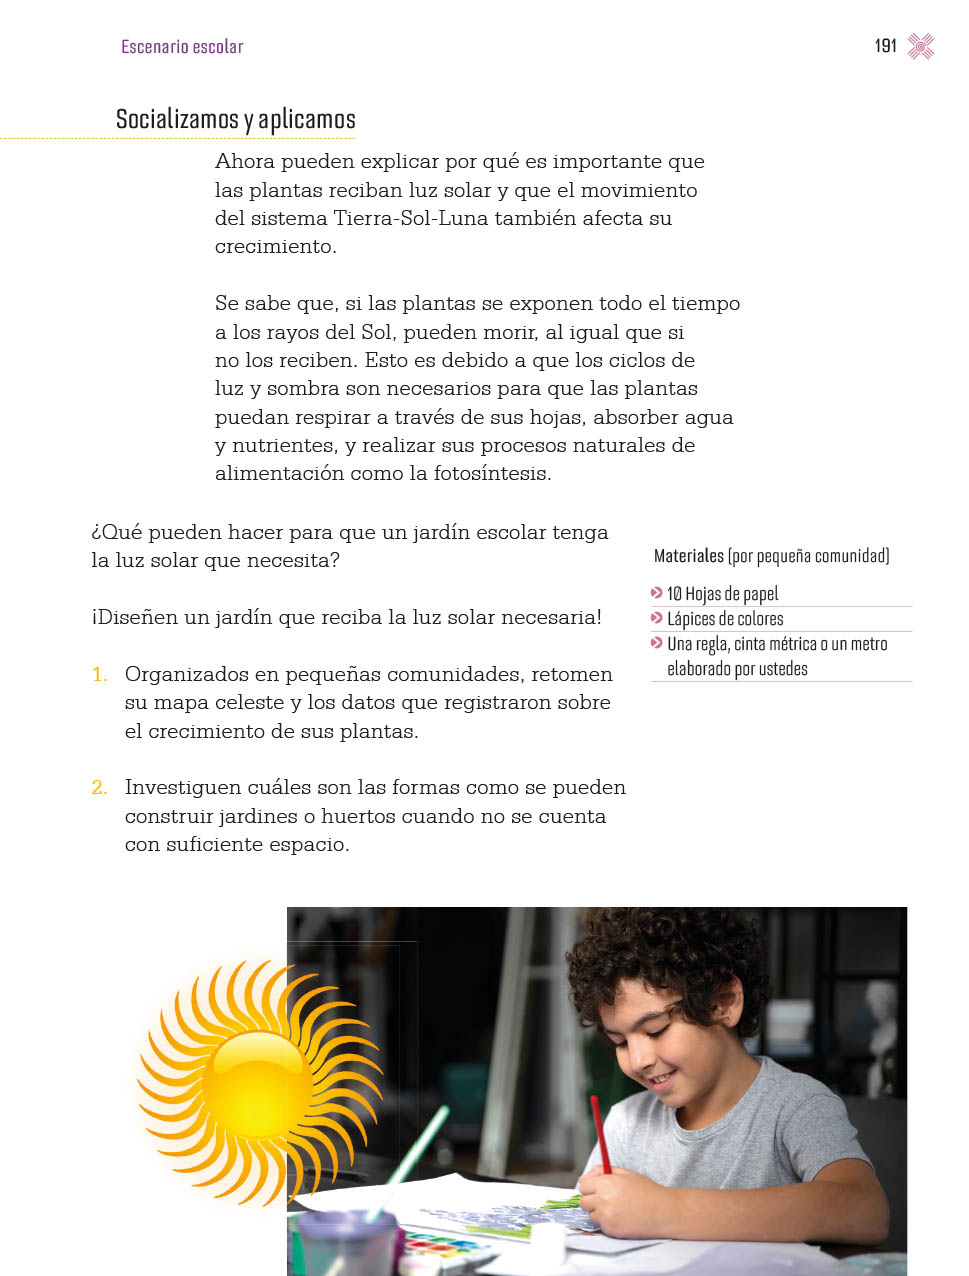 Escenario escolar
191
Socializamos y aplicamos
Ahora pueden explicar por qué es importante que
las plantas reciban luz solar y que el movimiento
del sistema Tierra-Sol-Luna también afecta su
crecimiento.
Se sabe que, si las plantas se exponen todo el tiempo
a los rayos del Sol, pueden morir, al igual que si
no los reciben. Esto es debido a que los ciclos de
luz y sombra son necesarios para que las plantas
puedan respirar a través de sus hojas, absorber agua
y nutrientes, y realizar sus procesos naturales de
alimentación como la fotosíntesis.
¿Qué pueden hacer para que un jardín escolar tenga
la luz solar que necesita?
¡Diseñen un jardín que reciba la luz solar necesaria!
1. Organizados en pequeñas comunidades, retomen
su mapa celeste y los datos que registraron sobre
el crecimiento de sus plantas.
2. Investiguen cuáles son las formas como se pueden
construir jardines o huertos cuando no se cuenta
con suficiente espacio.
Materiales (por pequeña comunidad)
10 Hojas de papel
Lápices de colores
Una regla, cinta métrica o un metro
elaborado por ustedes